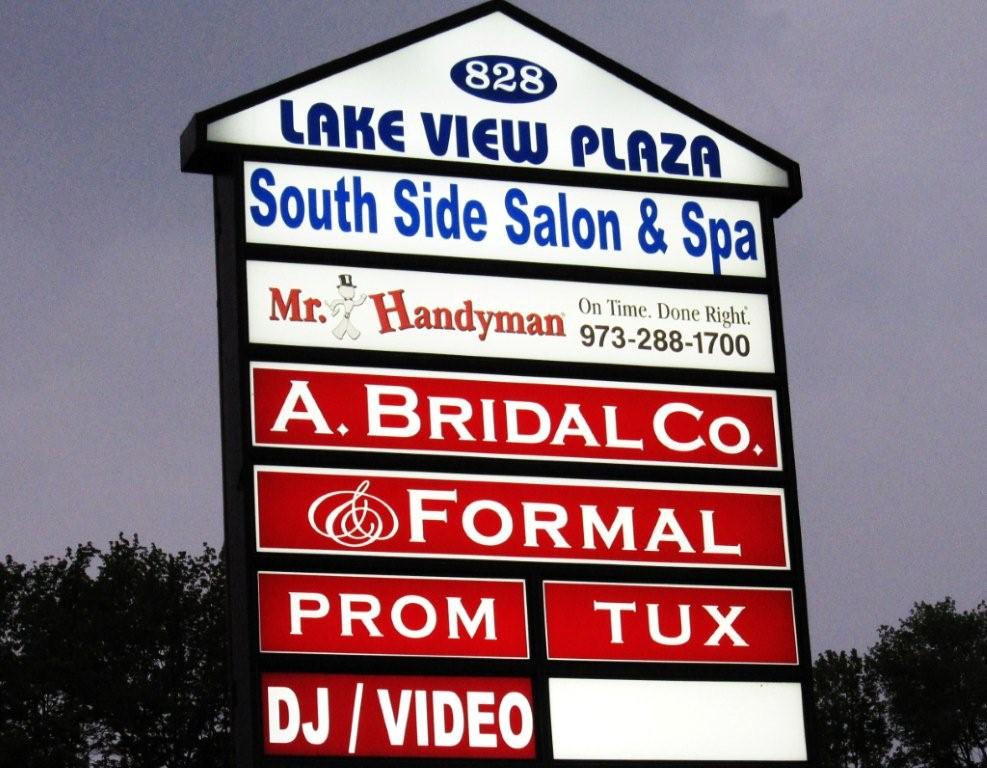 828
LAKE VIEW PLAZA
South Side Salon & Spa
Mr. Handyman
On Time. Done Right.
973-288-1700
A. BRIDAL CO.
& FORMAL
PROM
TUX
DJ / VIDEO